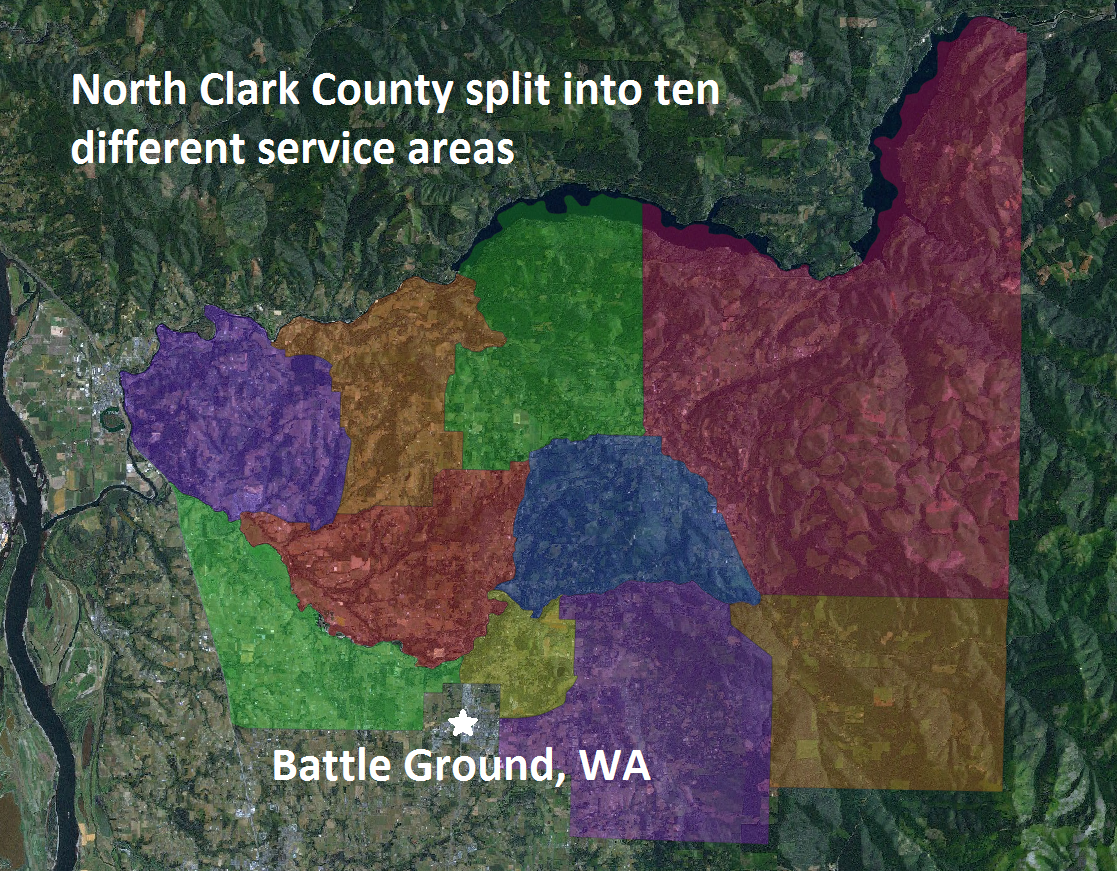 North Clark County split into ten
different service areas
Battle Ground, WA